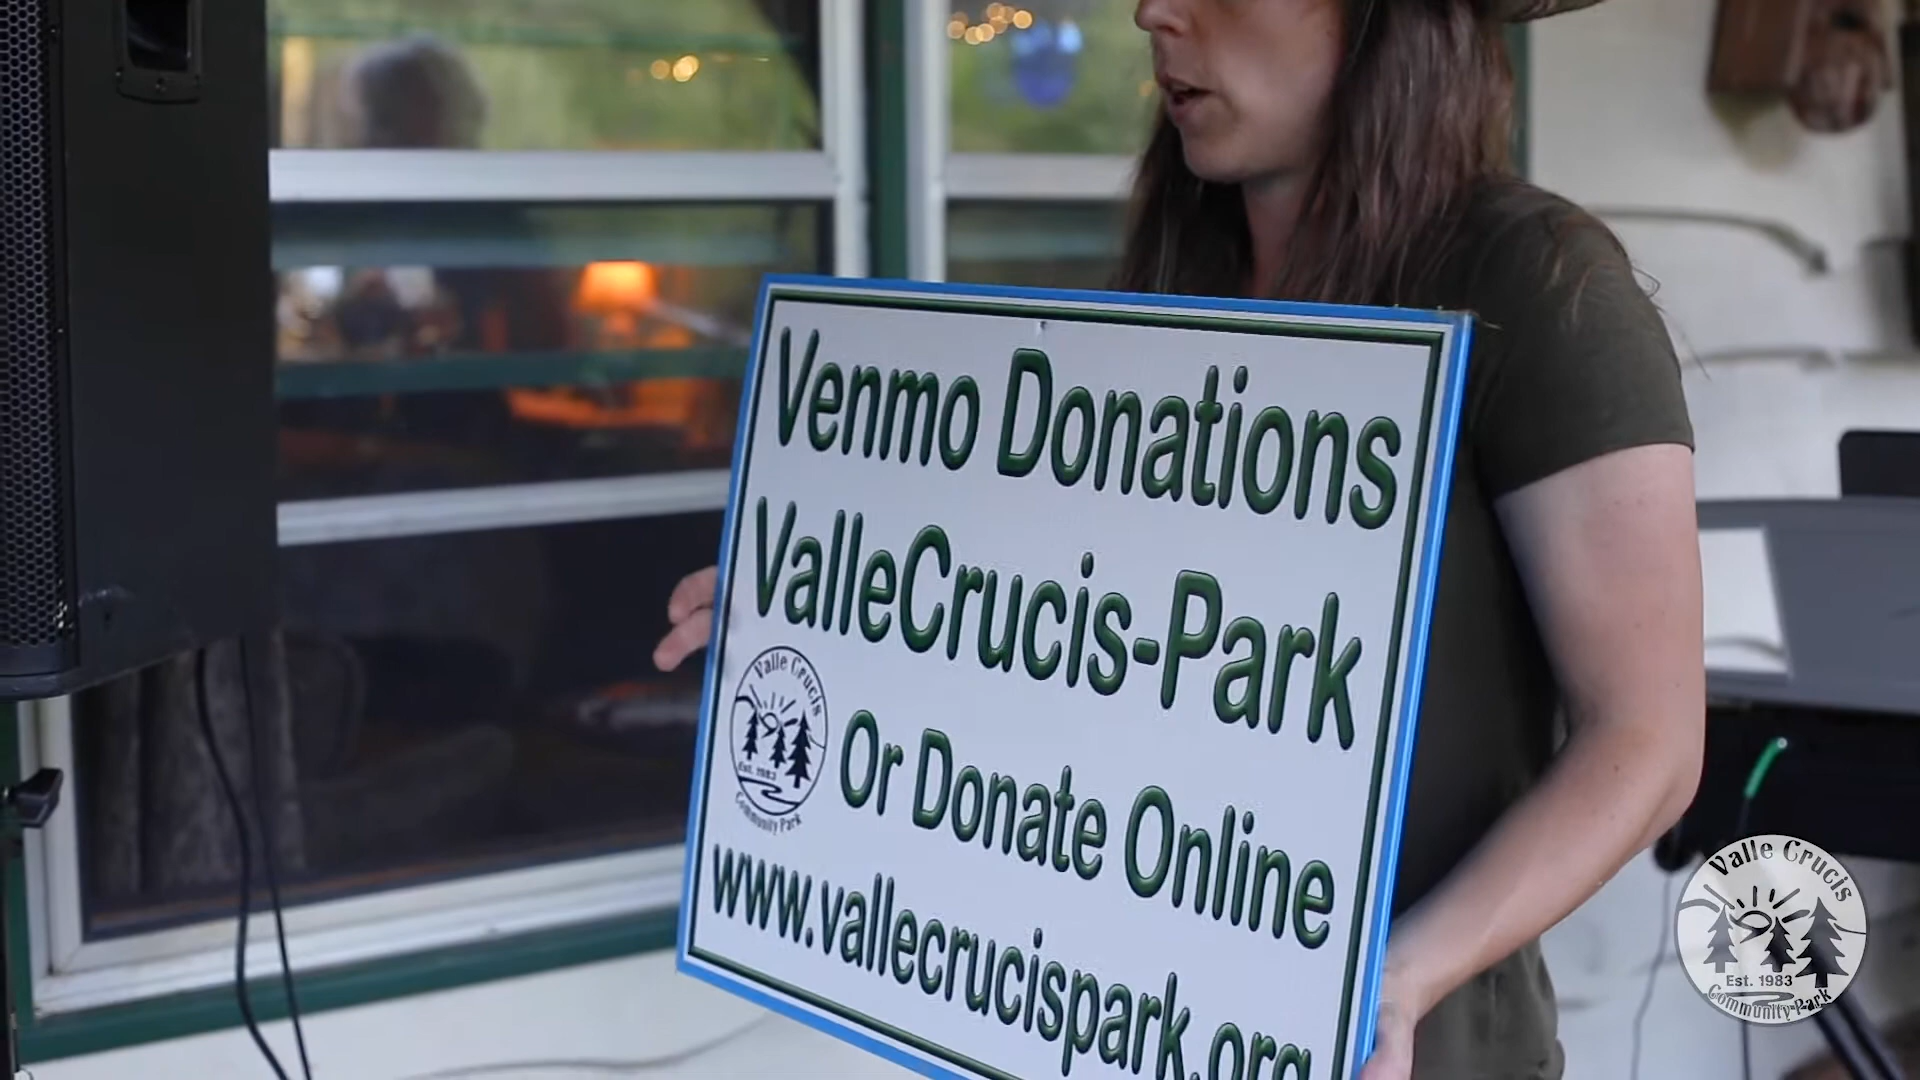 Venmo Donations
ValleCrucis-Park
Valle Crucis
Est. 1983
Community Park
Or Donate Online
www.vallecrucispark.org
Valle Crucis
Est. 1983
Community Park